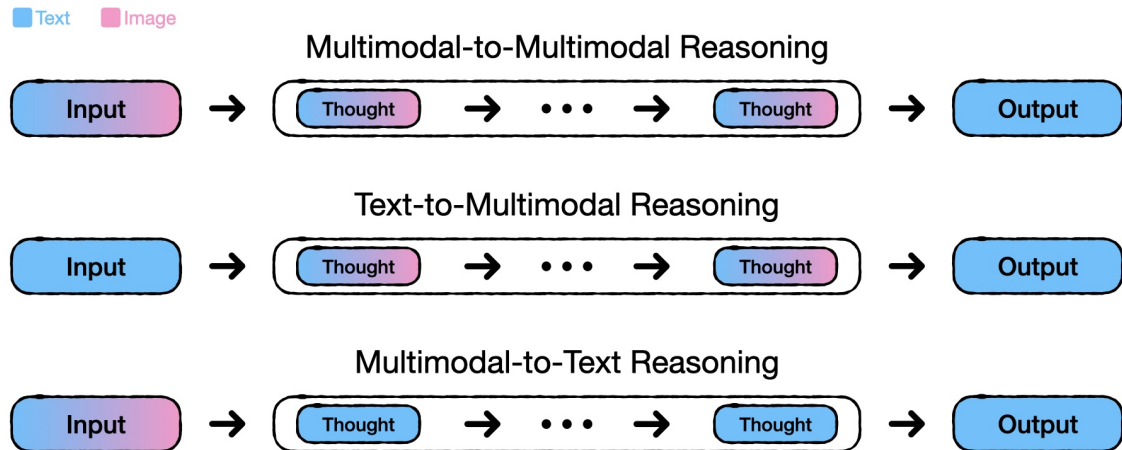 Text Image
Multimodal-to-Multimodal Reasoning
Input → Thought → ••• → Thought → Output
Text-to-Multimodal Reasoning
Input → Thought → ••• → Thought → Output
Multimodal-to-Text Reasoning
Input → Thought → ••• → Thought → Output